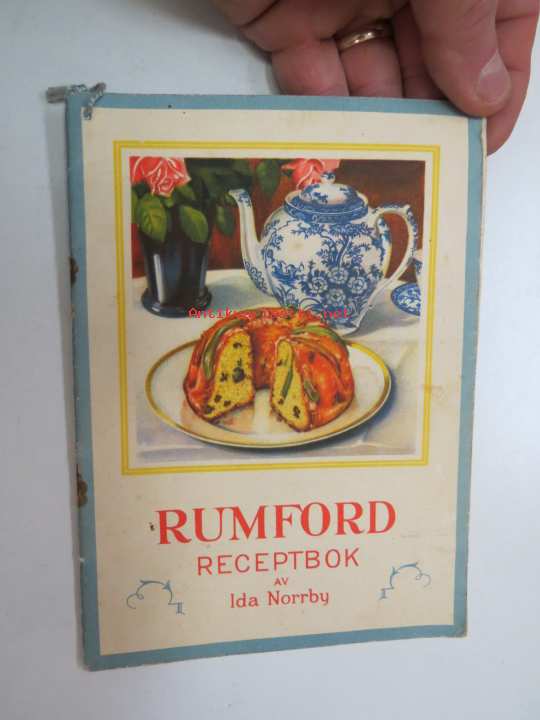 RUMFORD
RECEPTBOK
AV
Ida Norrby